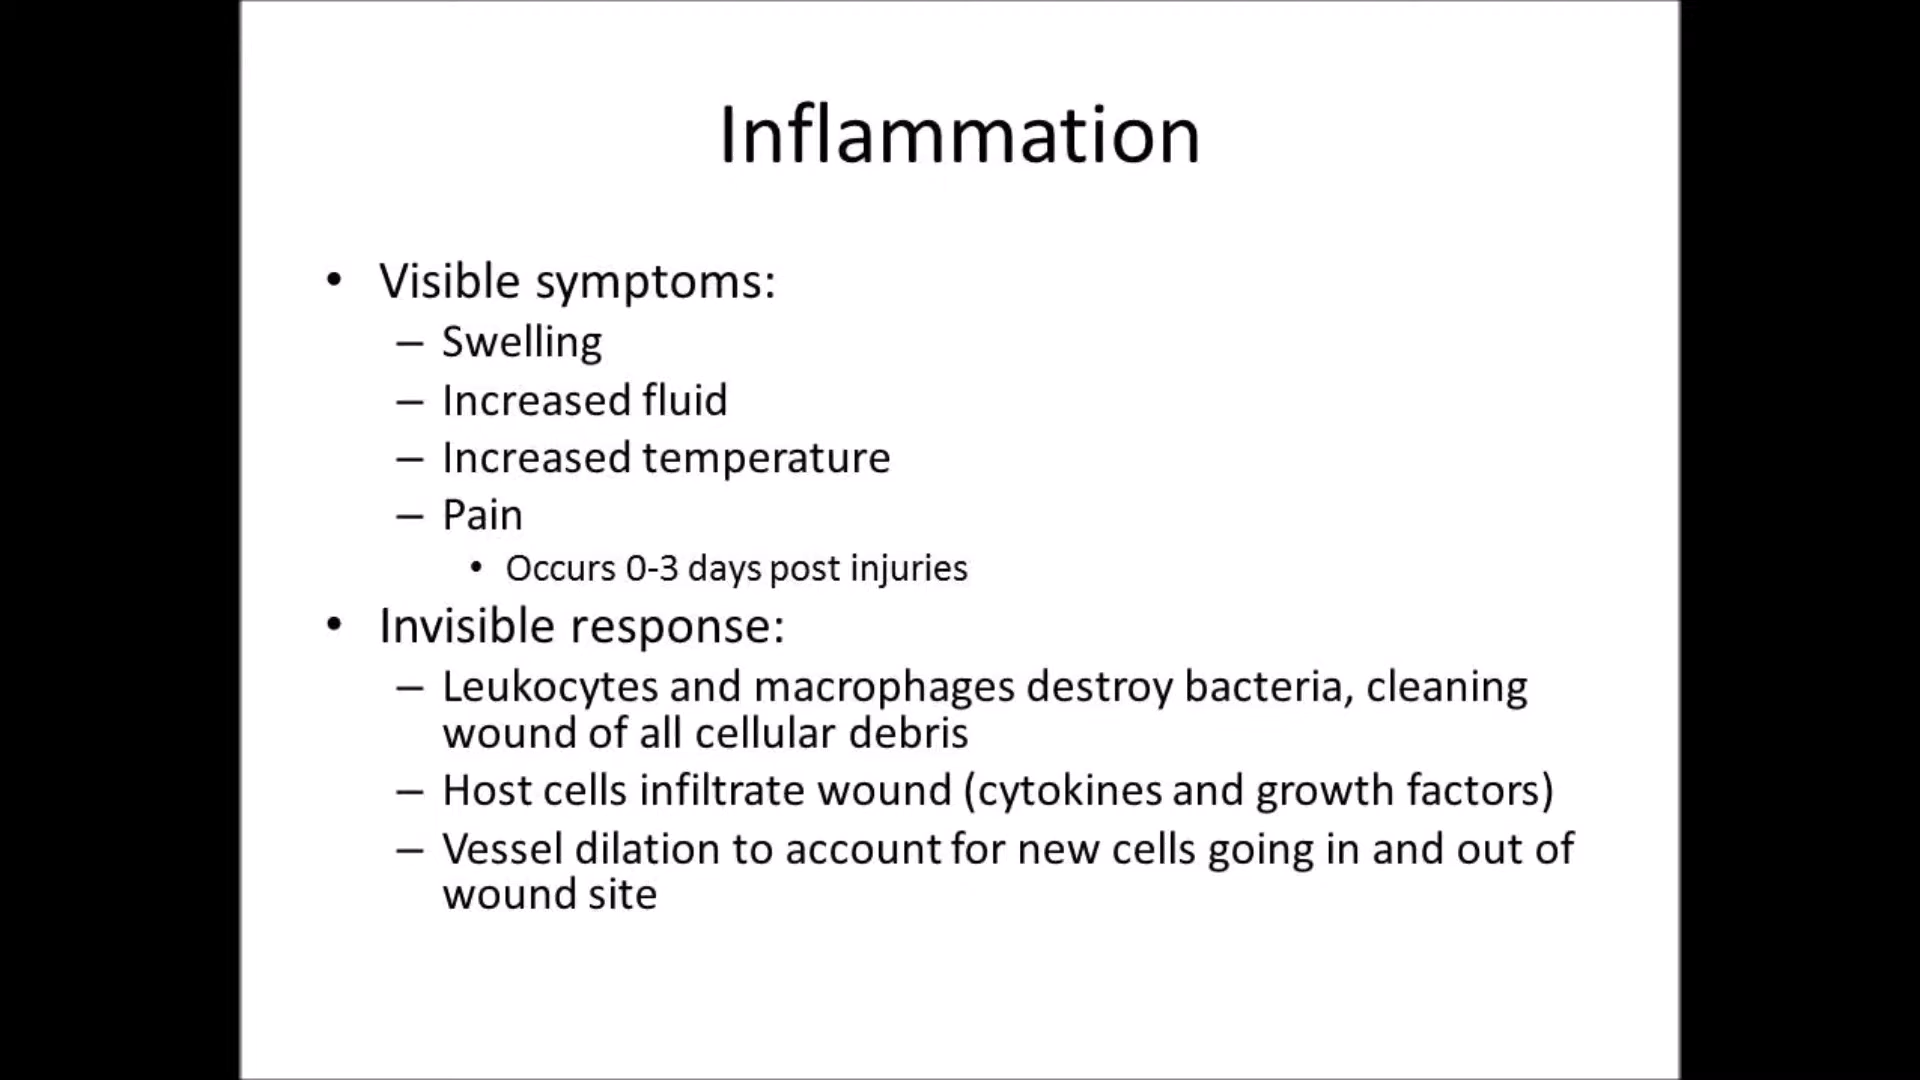 Inflammation
• Visible symptoms:
– Swelling
– Increased fluid
– Increased temperature
– Pain
• Occurs 0-3 days post injuries
• Invisible response:
– Leukocytes and macrophages destroy bacteria, cleaning
wound of all cellular debris
– Host cells infiltrate wound (cytokines and growth factors)
– Vessel dilation to account for new cells going in and out of
wound site